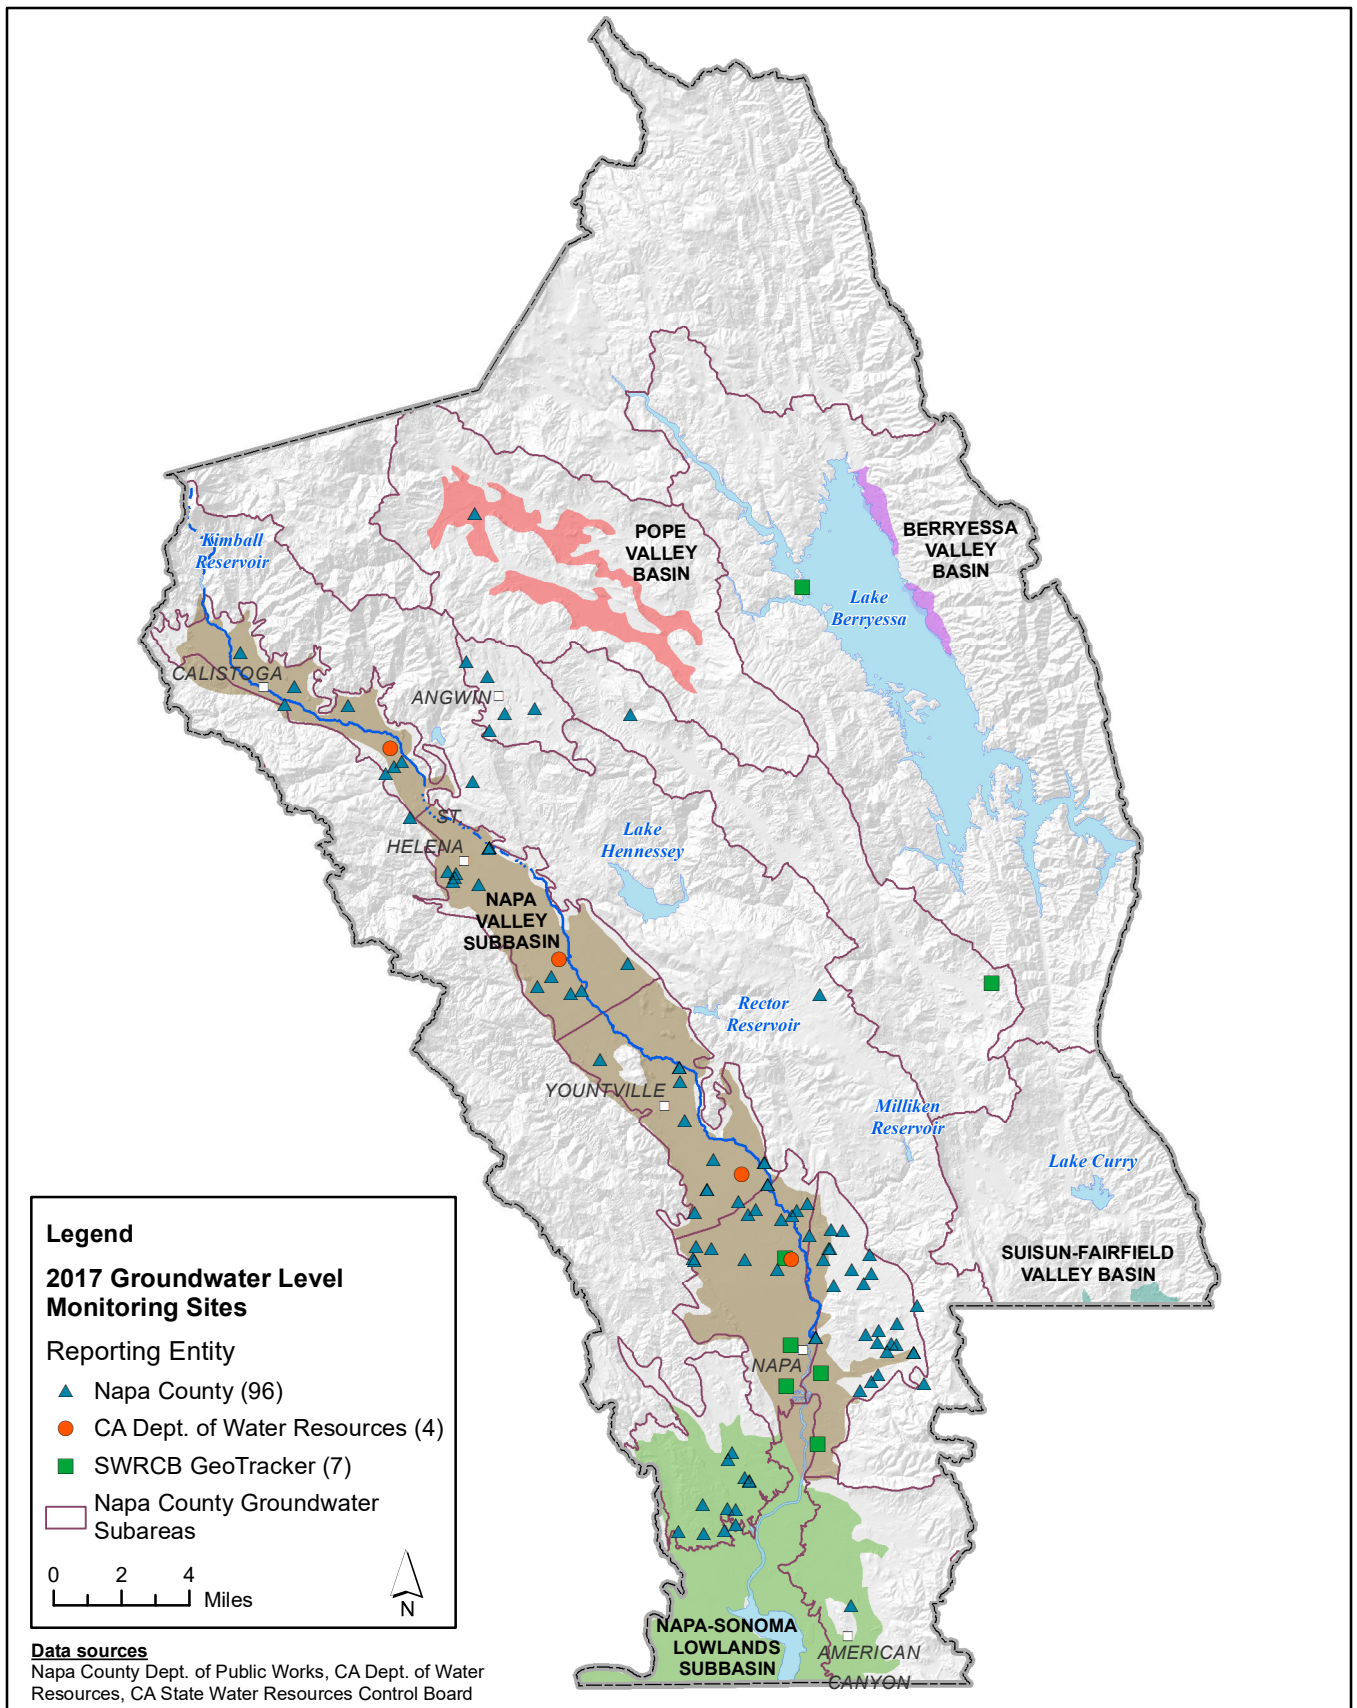 POPE
VALLEY
BASIN
BERRYESSA
VALLEY
BASIN
Kimball
Reservoir
Lake
Berryessa
CALISTOGA
ANGWIN
ST.
HELENA
Lake
Hennessey
NAPA
VALLEY
SUBBASIN
Rector
Reservoir
YOUNTVILLE
Milliken
Reservoir
Lake Curry
SUISUN-FAIRFIELD
VALLEY BASIN
NAPA
NAPA-SONOMA
LOWLANDS
SUBBASIN
AMERICAN
CANYON
Legend
2017 Groundwater Level
Monitoring Sites
Reporting Entity
Napa County (96)
CA Dept. of Water Resources (4)
SWRCB GeoTracker (7)
Napa County Groundwater
Subareas
0 2 4
Miles
N
Data sources
Napa County Dept. of Public Works, CA Dept. of Water
Resources, CA State Water Resources Control Board